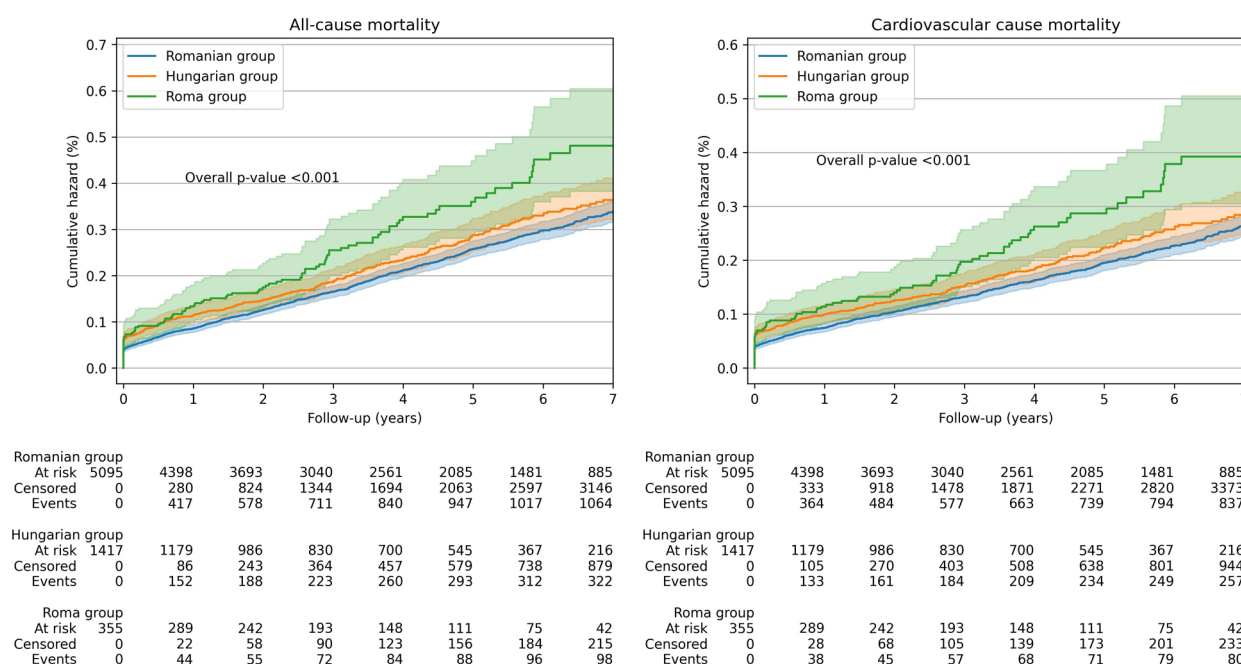 All-cause mortality
0.7
0.6
0.5
0.4
0.3
0.2
0.1
0.0
Cumulative hazard (%)
Romanian group
Hungarian group
Roma group
Overall p-value <0.001
0 1 2 3 4 5 6 7
Follow-up (years)
Romanian group
At risk 5095 4398 3693 3040 2561 2085 1481 885
Censored 0 280 824 1344 1694 2063 2597 3146
Events 0 417 578 711 840 947 1017 1064
Hungarian group
At risk 1417 1179 986 830 700 545 367 216
Censored 0 86 243 364 457 579 738 879
Events 0 152 188 223 260 293 312 322
Roma group
At risk 355 289 242 193 148 111 75 42
Censored 0 22 58 90 123 156 184 215
Events 0 44 55 72 84 88 96 98
Cardiovascular cause mortality
0.6
0.5
0.4
0.3
0.2
0.1
0.0
Cumulative hazard (%)
Romanian group
Hungarian group
Roma group
Overall p-value <0.001
0 1 2 3 4 5 6
Follow-up (years)
Romanian group
At risk 5095 4398 3693 3040 2561 2085 1481 885
Censored 0 333 918 1478 1871 2271 2820 3373
Events 0 364 484 577 663 739 794 837
Hungarian group
At risk 1417 1179 986 830 700 545 367 216
Censored 0 105 270 403 508 638 801 944
Events 0 133 161 184 209 234 249 257
Roma group
At risk 355 289 242 193 148 111 75 42
Censored 0 28 68 105 139 173 201 233
Events 0 38 45 57 68 71 79 80